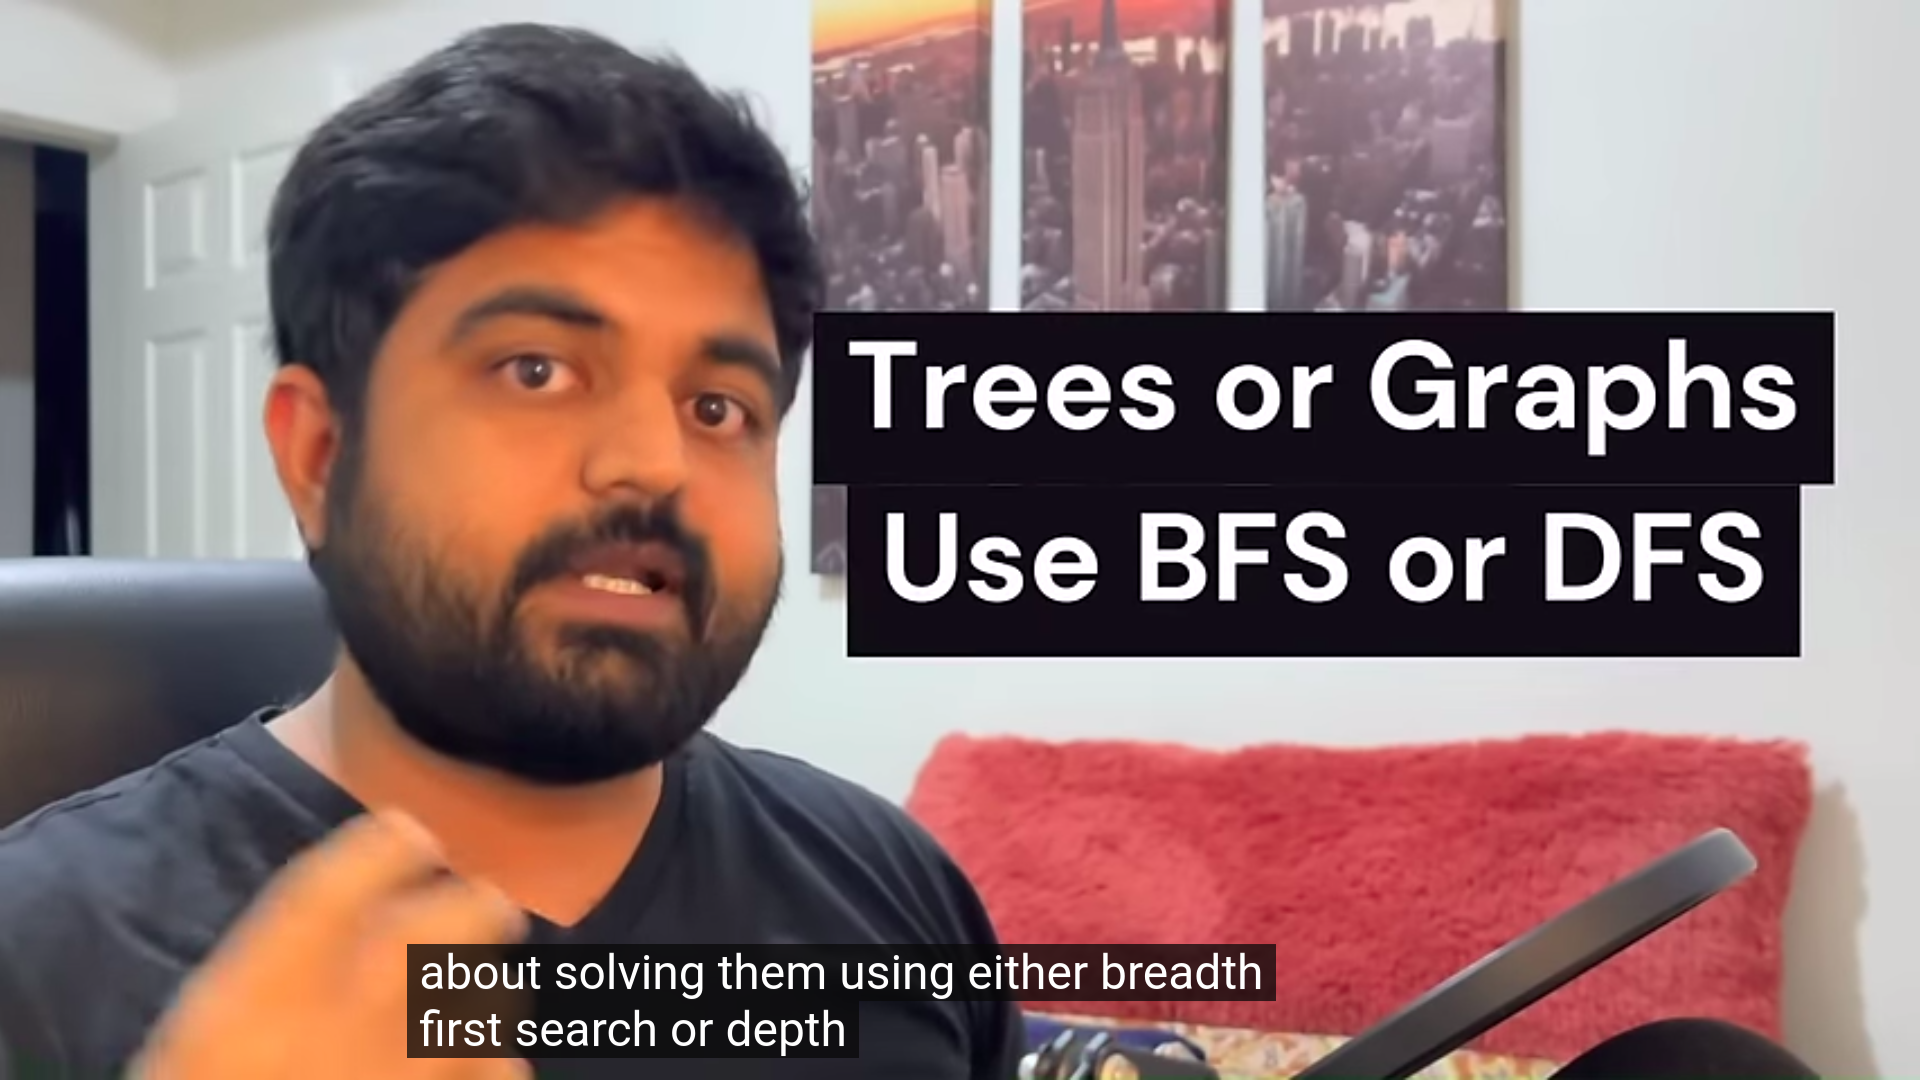 Trees or Graphs
Use BFS or DFS
about solving them using either breadth
first search or depth